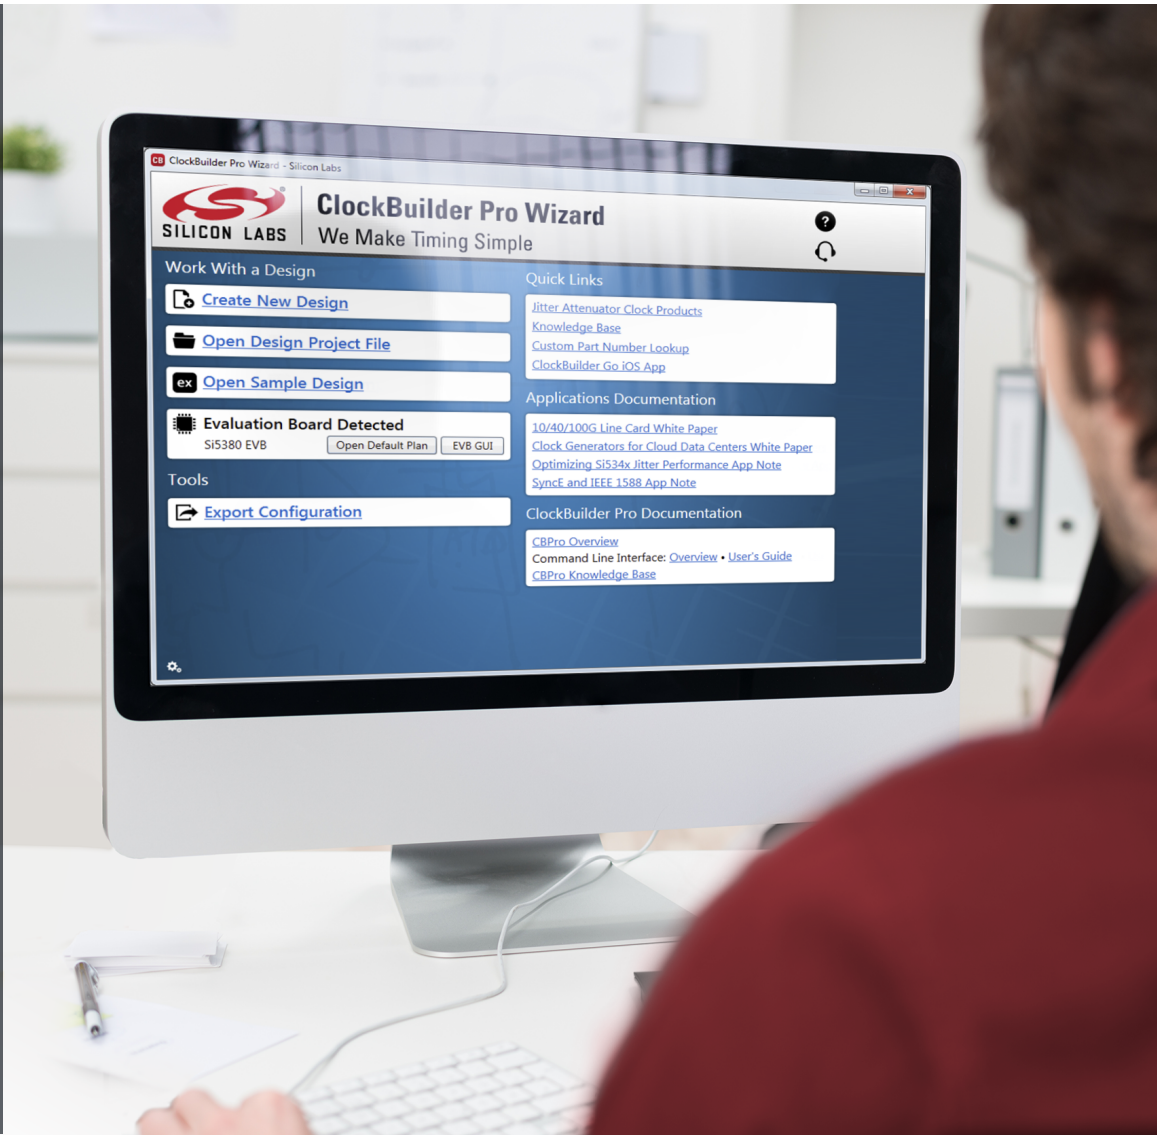 CB ClockBuilder Pro Wizard - Silicon Labs
SILICON LABS
®
ClockBuilder Pro Wizard
We Make Timing Simple
?
Work With a Design
Create New Design
Open Design Project File
ex Open Sample Design
Evaluation Board Detected
Si5380 EVB Open Default Plan EVB GUI
Tools
Export Configuration
Quick Links
Jitter Attenuator Clock Products
Knowledge Base
Custom Part Number Lookup
ClockBuilder Go iOS App
Applications Documentation
10/40/100G Line Card White Paper
Clock Generators for Cloud Data Centers White Paper
Optimizing Si534x Jitter Performance App Note
SyncE and IEEE 1588 App Note
ClockBuilder Pro Documentation
CBPro Overview
Command Line Interface: Overview • User's Guide
CBPro Knowledge Base